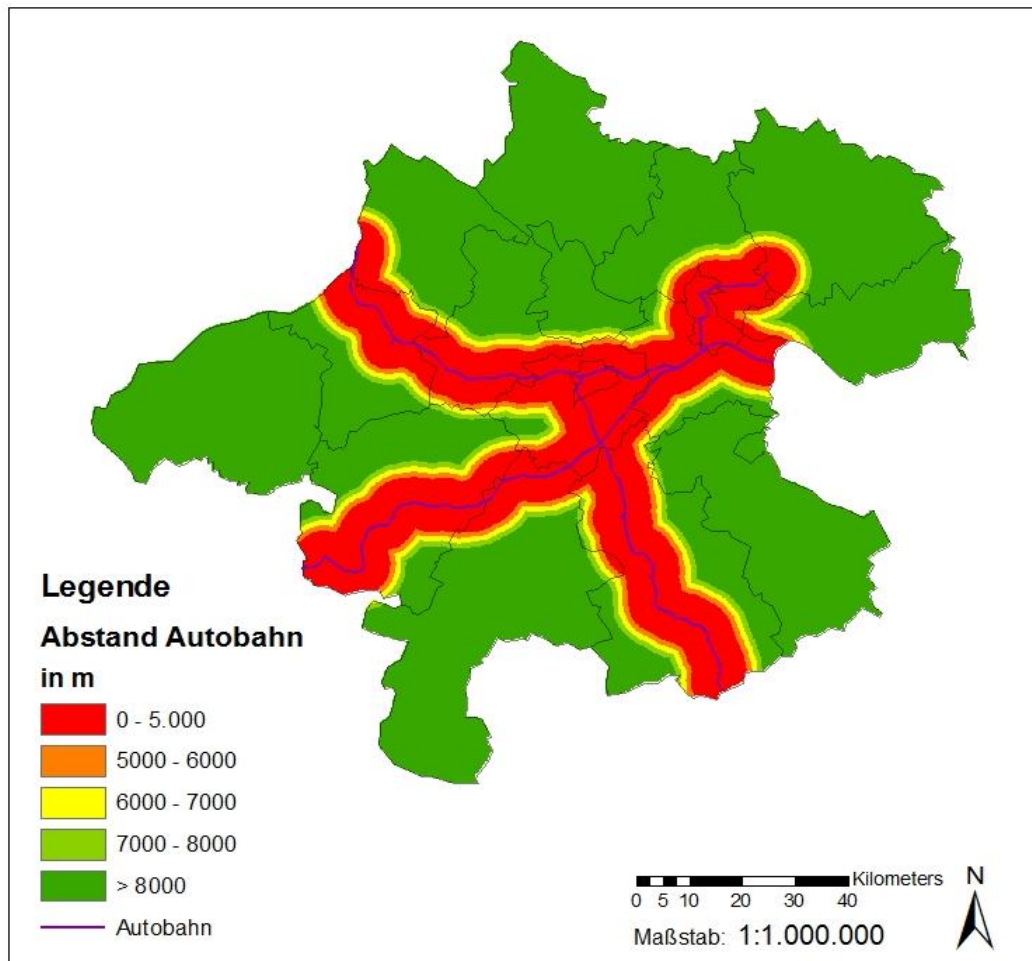 Legende
Abstand Autobahn
in m
0 - 5.000
5000 - 6000
6000 - 7000
7000 - 8000
> 8000
Autobahn
Kilometers
0 5 10 20 30 40
Maßstab: 1:1.000.000
N